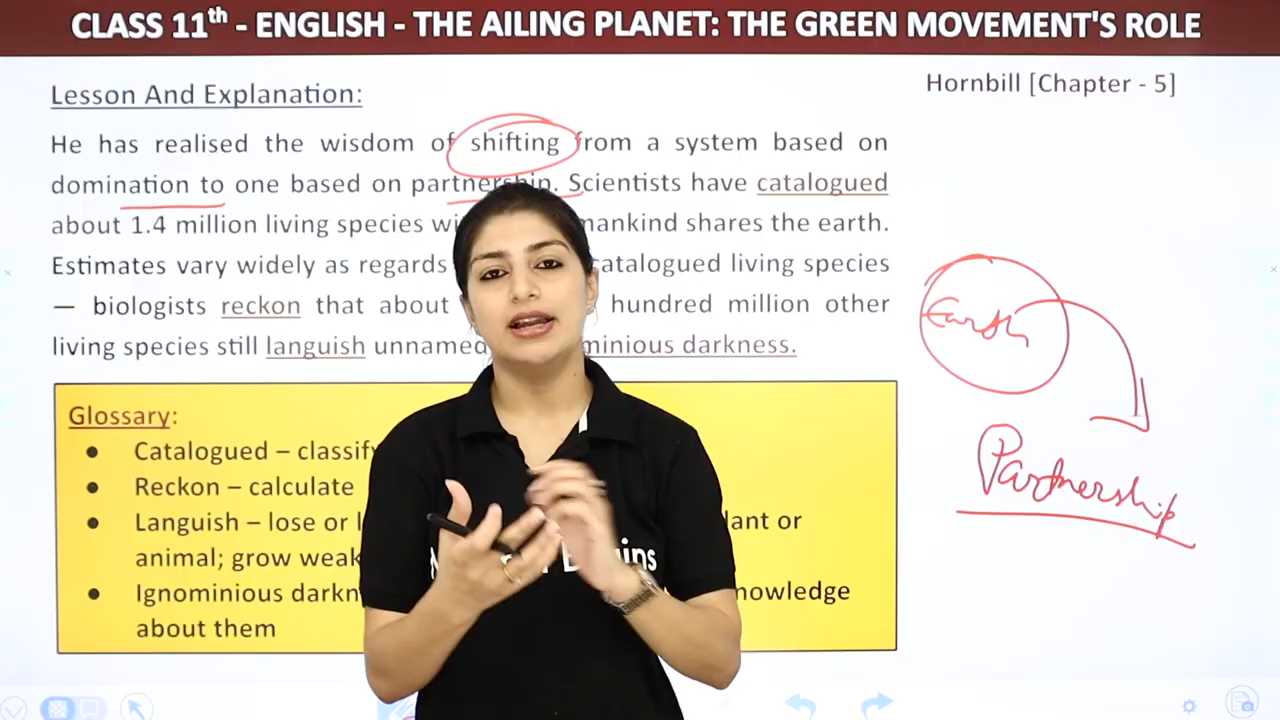 CLASS 11th - ENGLISH - THE AILING PLANET: THE GREEN MOVEMENT'S ROLE
Lesson And Explanation:
Hornbill [Chapter - 5]
He has realised the wisdom of shifting from a system based on
domination to one based on partnership. Scientists have catalogued
about 1.4 million living species mankind shares the earth.
Estimates vary widely as regards catalogued living species
— biologists reckon that about hundred million other
living species still languish unnamed minious darkness.
Earth
Partnership
Glossary:
● Catalogued – classify
● Reckon – calculate
● Languish – lose or lant or
animal; grow weak
● Ignominious darkn nowledge
about them